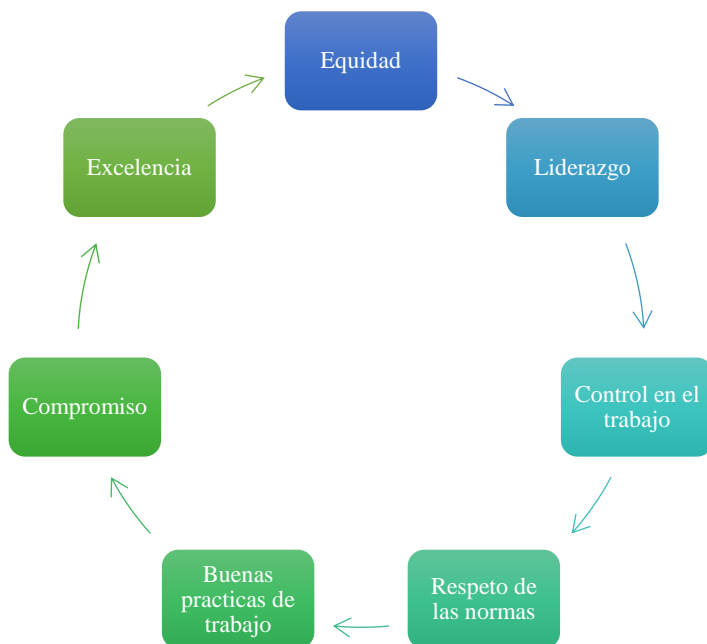 Equidad
Liderazgo
Control en el
trabajo
Respeto de
las normas
Buenas
practicas de
trabajo
Compromiso
Excelencia